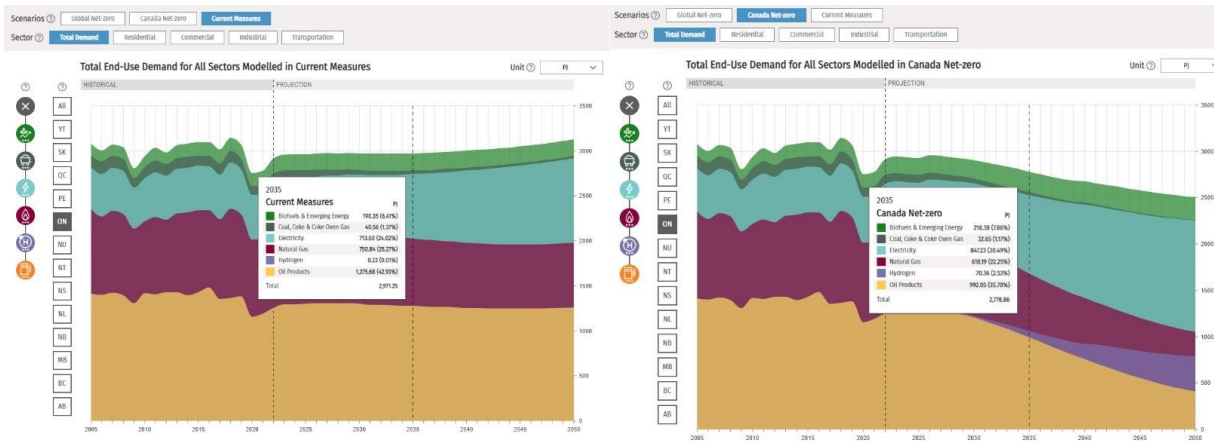 Scenarios ? Global Net-zero Canada Net-zero Current Measures
Sector ? Total Demand Residential Commercial Industrial Transportation
Total End-Use Demand for All Sectors Modelled in Current Measures
Unit ? PJ
HISTORICAL PROJECTION
All
YT
SK
QC
PE
ON
NU
NT
NS
NL
NB
MB
BC
AB
3500
3000
2500
2000
1500
1000
500
0
2035
Current Measures PJ
Biofuels & Emerging Energy 190.35 (6.41%)
Coal, Coke & Coke Oven Gas 40.56 (1.37%)
Electricity 713.60 (24.02%)
Natural Gas 750.84 (25.27%)
Hydrogen 0.22 (0.01%)
Oil Products 1,275.68 (42.93%)
Total 2,971.25
2005 2010 2015 2020 2025 2030 2035 2040 2045 2050
Scenarios ? Global Net-zero Canada Net-zero Current Measures
Sector ? Total Demand Residential Commercial Industrial Transportation
Total End-Use Demand for All Sectors Modelled in Canada Net-zero
Unit ? PJ
HISTORICAL PROJECTION
All
YT
SK
QC
PE
ON
NU
NT
NS
NL
NB
MB
BC
AB
3500
3000
2500
2000
1500
1000
500
0
2035
Canada Net-zero PJ
Biofuels & Emerging Energy 218.38 (7.86%)
Coal, Coke & Coke Oven Gas 32.65 (1.17%)
Electricity 847.23 (30.49%)
Natural Gas 618.19 (22.25%)
Hydrogen 70.36 (2.53%)
Oil Products 992.05 (35.70%)
Total 2,778.86
2005 2010 2015 2020 2025 2030 2035 2040 2045 2050